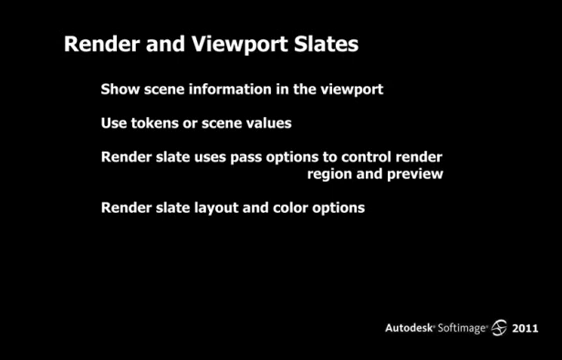 Render and Viewport Slates
Show scene information in the viewport
Use tokens or scene values
Render slate uses pass options to control render
region and preview
Render slate layout and color options
Autodesk® Softimage® 2011